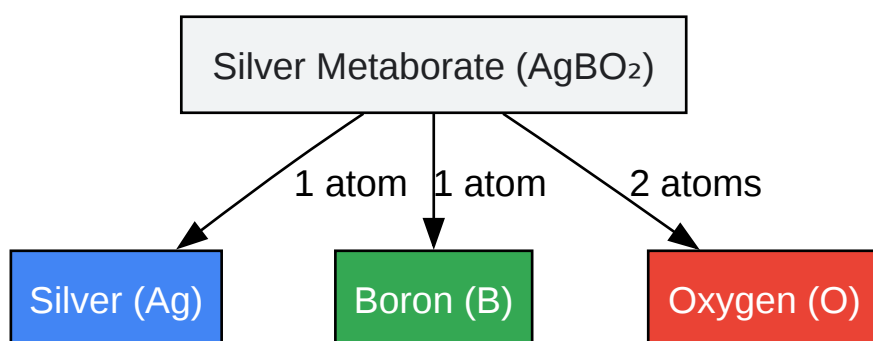 Silver Metaborate (AgBO₂)
1 atom
1 atom
2 atoms
Silver (Ag)
Boron (B)
Oxygen (O)